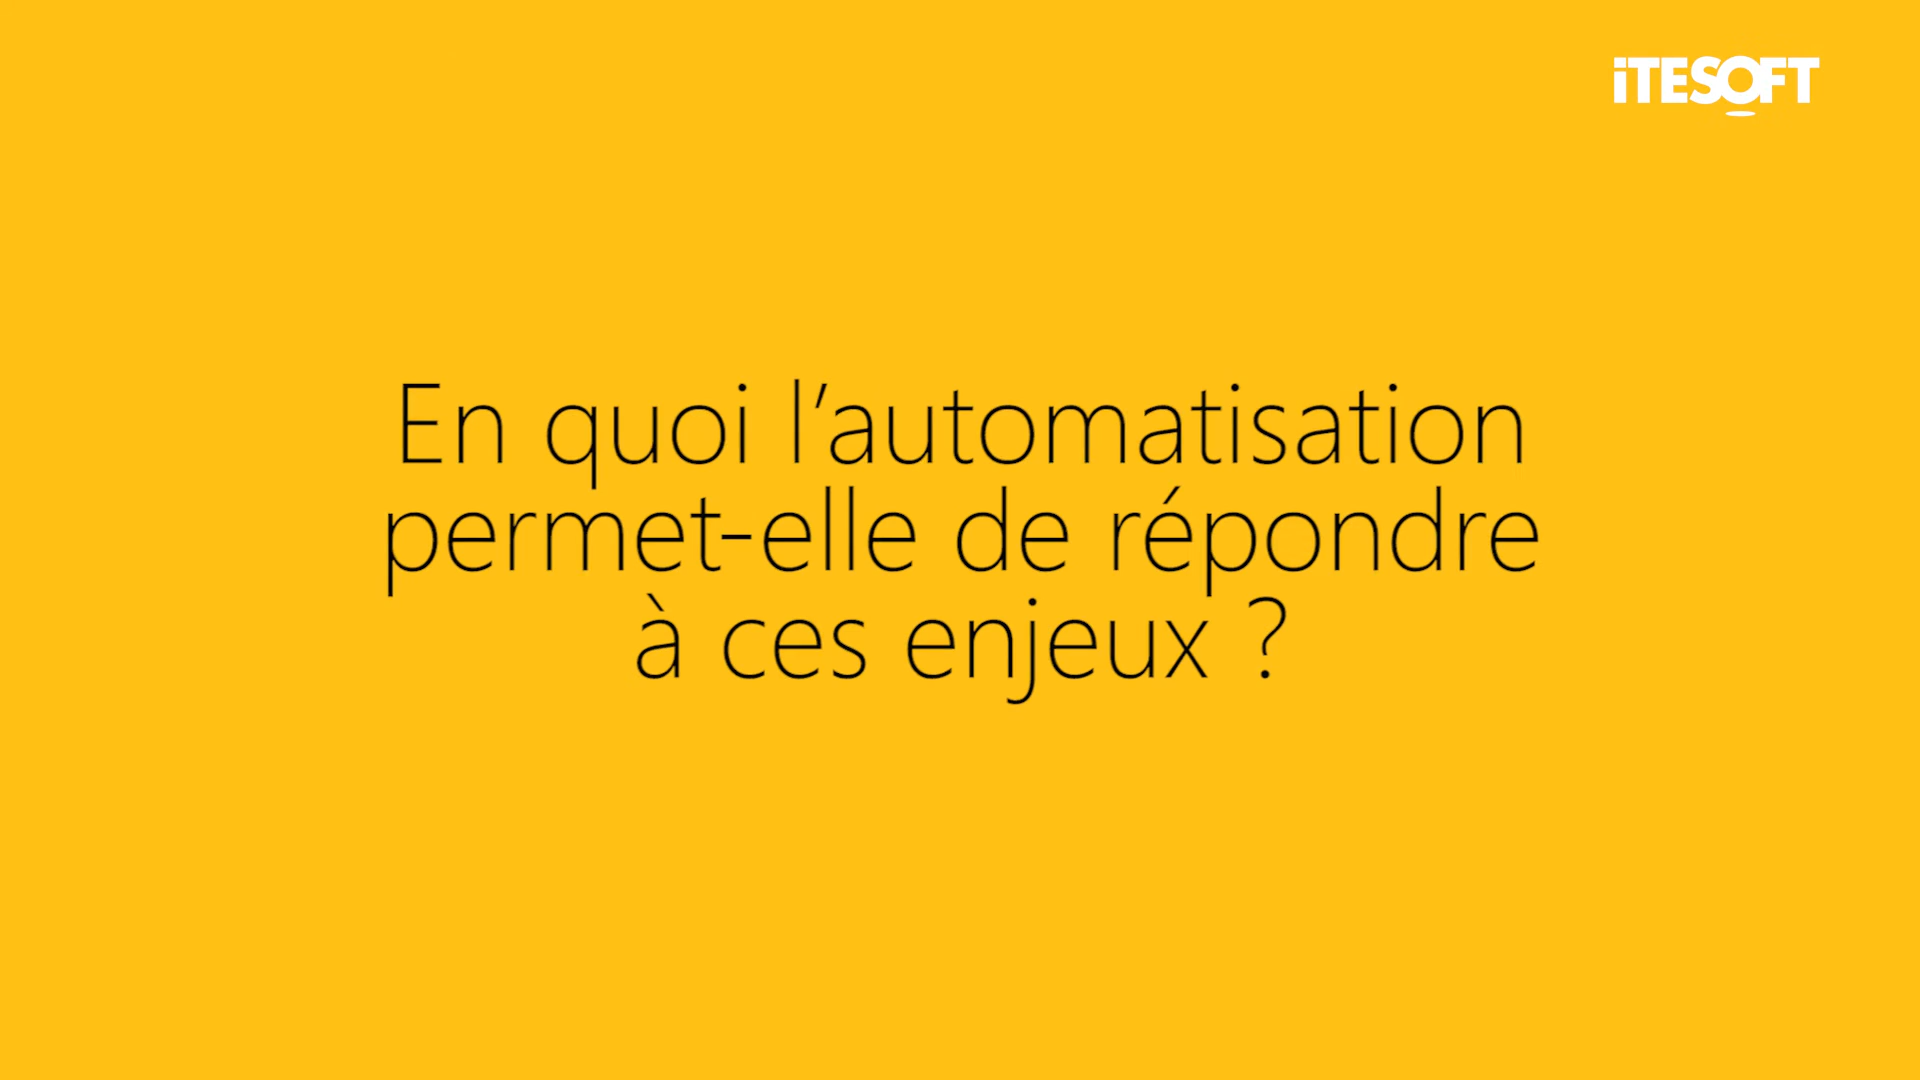 iTESOFT
En quoi l’automatisation
permet-elle de répondre
à ces enjeux ?